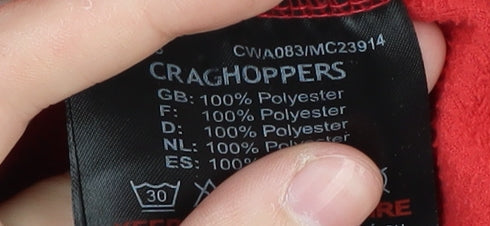 CWA083/MC23914
CRAGHOPPERS
GB: 100% Polyester
F: 100% Polyester
D: 100% Polyester
NL: 100% Polyester
ES: 100%
30